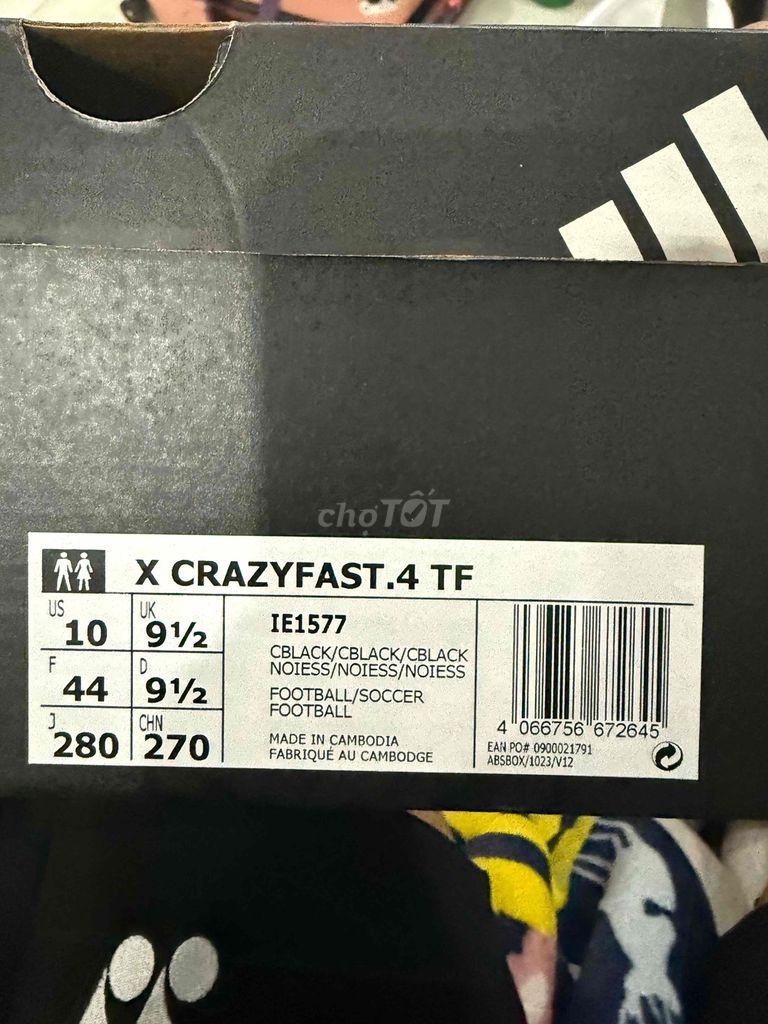 chợTỐT
X CRAZYFAST.4 TF
US 10 UK 9½
F 44 D 9½
J 280 CHN 270
IE1577
CBLACK/CBLACK/CBLACK
NOIESS/NOIESS/NOIESS
FOOTBALL/SOCCER
FOOTBALL
MADE IN CAMBODIA
FABRIQUÉ AU CAMBODGE
4 066756 672645
EAN PO# 0900021791
ABSBOX/1023/V12